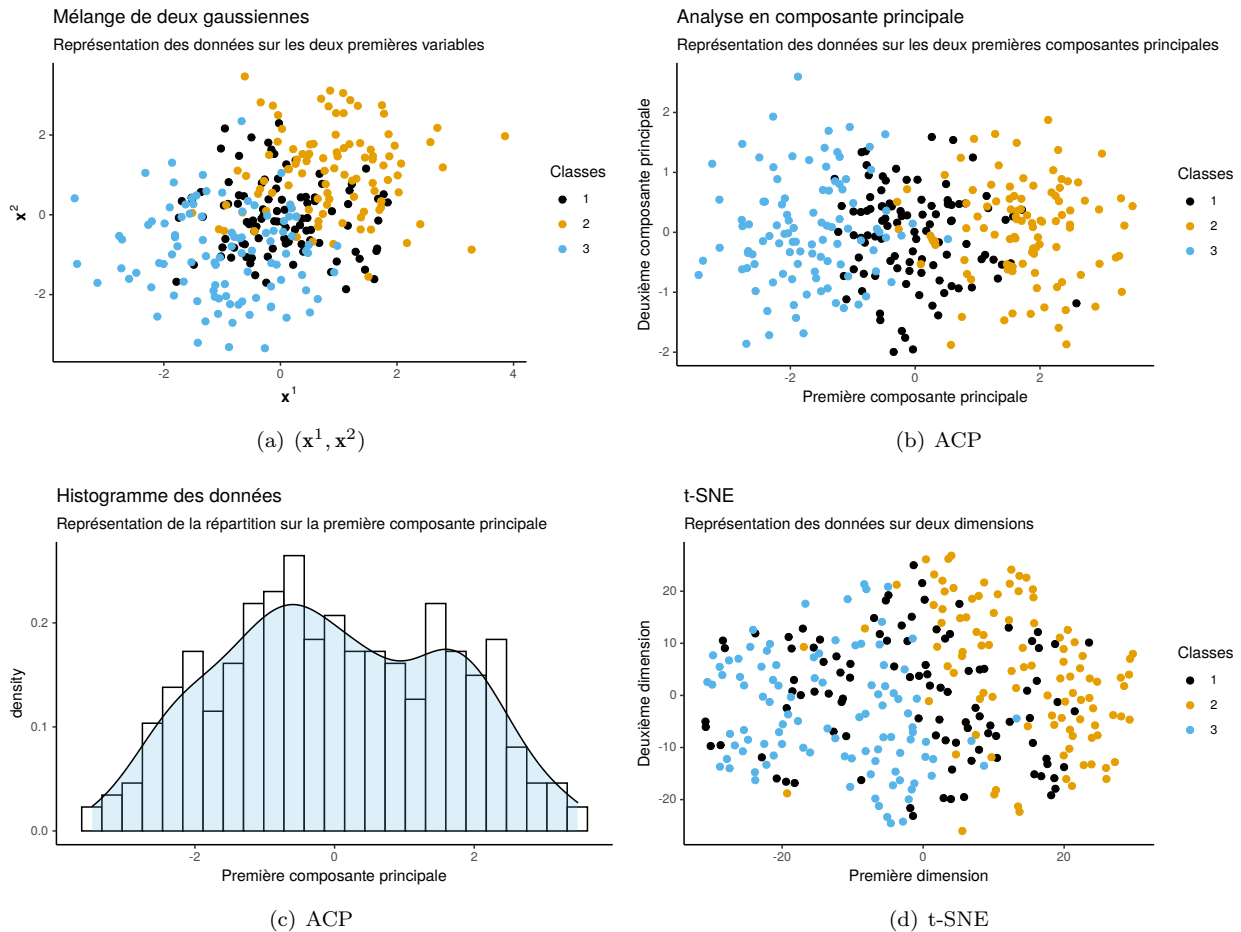 Mélange de deux gaussiennes
Représentation des données sur les deux premières variables
x²
2
0
-2
-2
0
2
4
x¹
Classes
1
2
3
(a) (x¹, x²)
Analyse en composante principale
Représentation des données sur les deux premières composantes principales
Deuxième composante principale
2
1
0
-1
-2
-2
0
2
Première composante principale
Classes
1
2
3
(b) ACP
Histogramme des données
Représentation de la répartition sur la première composante principale
density
0.2
0.1
0.0
-2
0
2
Première composante principale
(c) ACP
t-SNE
Représentation des données sur deux dimensions
Deuxième dimension
20
10
0
-10
-20
-20
0
20
Première dimension
Classes
1
2
3
(d) t-SNE